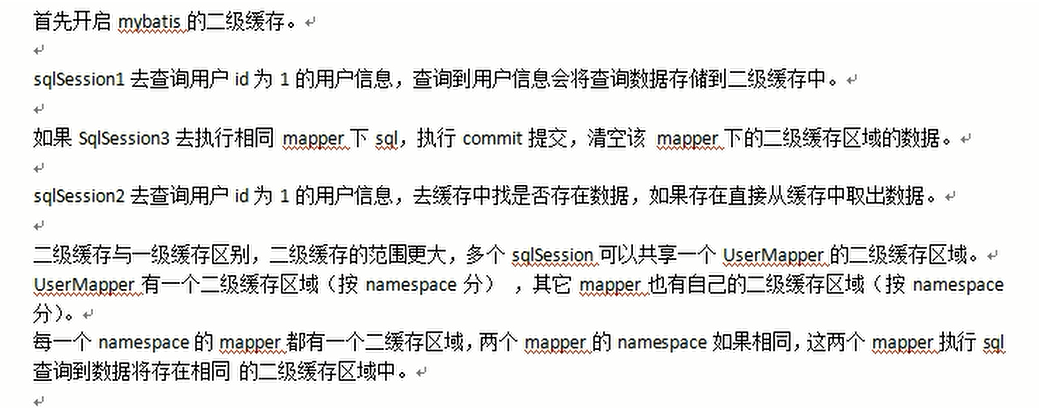 首先开启 mybatis 的二级缓存。
sqlSession1 去查询用户 id 为 1 的用户信息，查询到用户信息会将查询数据存储到二级缓存中。
如果 SqlSession3 去执行相同 mapper 下 sql，执行 commit 提交，清空该 mapper 下的二级缓存区域的数据。
sqlSession2 去查询用户 id 为 1 的用户信息，去缓存中找是否存在数据，如果存在直接从缓存中取出数据。
二级缓存与一级缓存区别，二级缓存的范围更大，多个 sqlSession 可以共享一个 UserMapper 的二级缓存区域。
UserMapper 有一个二级缓存区域（按 namespace 分） ，其它 mapper 也有自己的二级缓存区域（按 namespace
分）。
每一个 namespace 的 mapper 都有一个二缓存区域，两个 mapper 的 namespace 如果相同，这两个 mapper 执行 sql
查询到数据将存在相同 的二级缓存区域中。